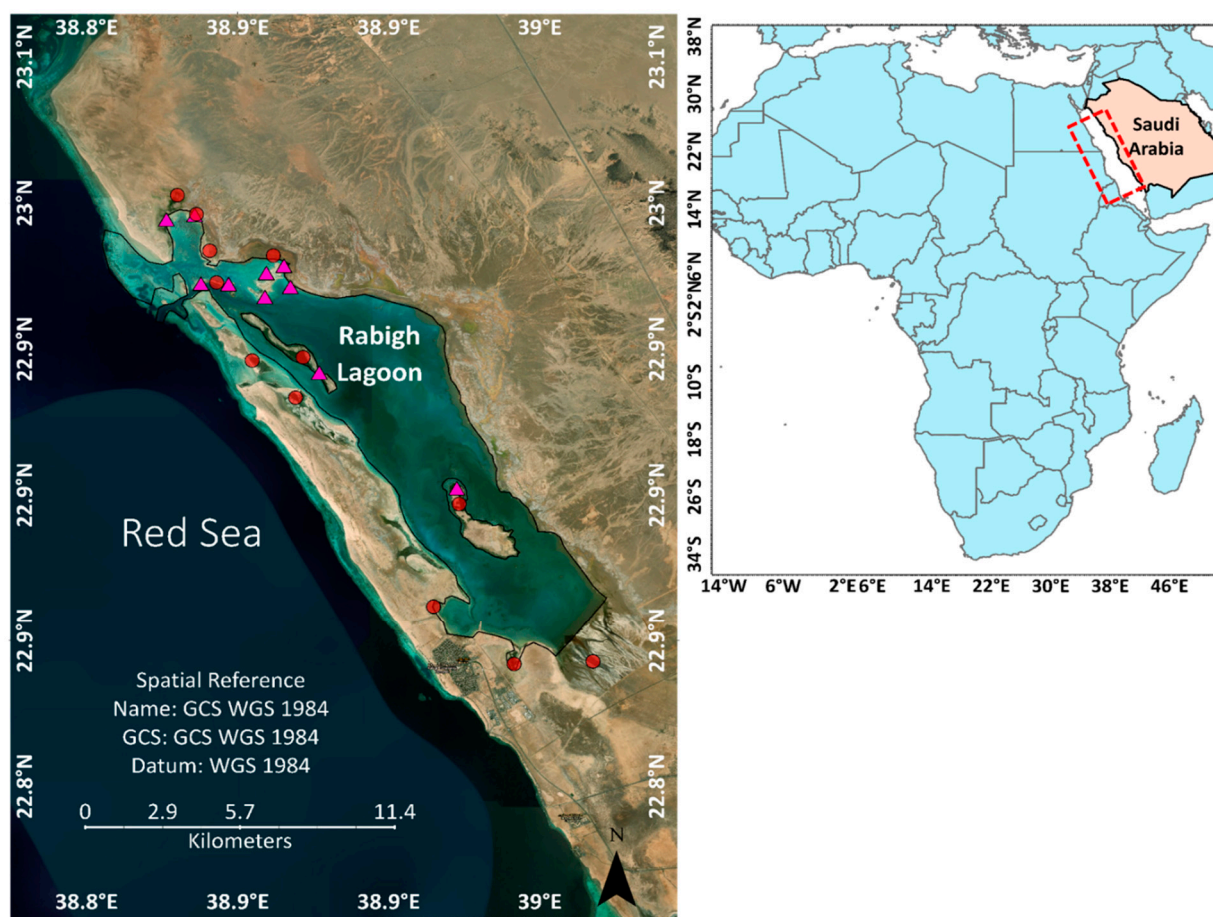 38.8°E 38.9°E 38.9°E 39°E
23.1°N 23.1°N
23°N 23°N
22.9°N 22.9°N
Rabigh
Lagoon
22.9°N 22.9°N
Red Sea
22.9°N 22.9°N
Spatial Reference
Name: GCS WGS 1984
GCS: GCS WGS 1984
Datum: WGS 1984
22.8°N 22.8°N
0 2.9 5.7 11.4
Kilometers
N
38.8°E 38.9°E 38.9°E 39°E
38°N
30°N
22°N
14°N
2°52°N6°N
10°S
18°S
26°S
34°S
Saudi
Arabia
14°W 6°W 2°E6°E 14°E 22°E 30°E 38°E 46°E